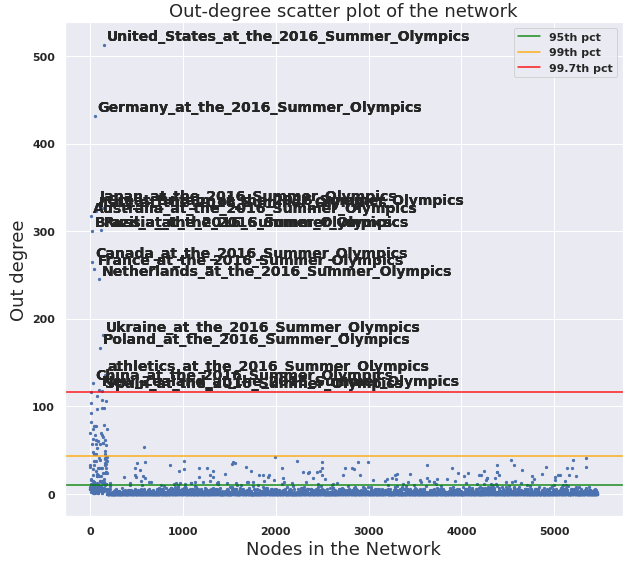 Out-degree scatter plot of the network
95th pct
99th pct
99.7th pct
United_States_at_the_2016_Summer_Olympics
Germany_at_the_2016_Summer_Olympics
Japan_at_the_2016_Summer_Olympics
Australia_at_the_2016_Summer_Olympics
Canada_at_the_2016_Summer_Olympics
France_at_the_2016_Summer_Olympics
Netherlands_at_the_2016_Summer_Olympics
Ukraine_at_the_2016_Summer_Olympics
Poland_at_the_2016_Summer_Olympics
athletics_at_the_2016_Summer_Olympics
China_at_the_2016_Summer_Olympics
Spain_at_the_2016_Summer_Olympics
500
400
300
200
100
0
Out degree
0
1000
2000
3000
4000
5000
Nodes in the Network